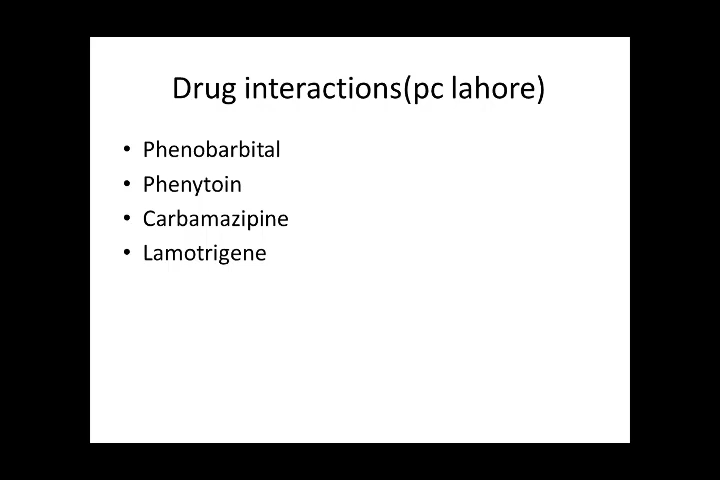 Drug interactions(pc lahore)
• Phenobarbital
• Phenytoin
• Carbamazipine
• Lamotrigene